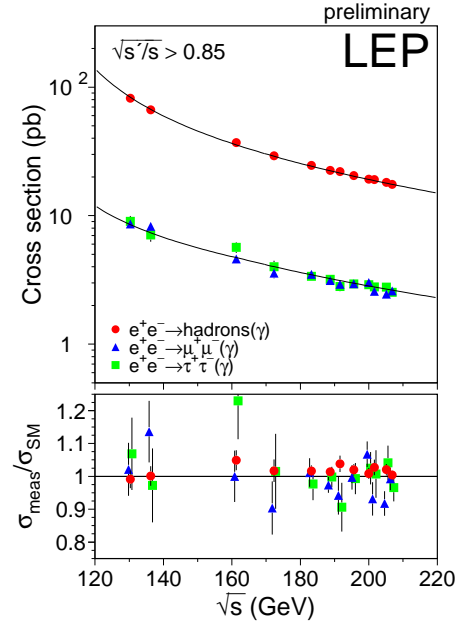 preliminary
√s´/s > 0.85
LEP
Cross section (pb)
10²
10
1
e⁺e⁻→hadrons(γ)
e⁺e⁻→μ⁺μ⁻(γ)
e⁺e⁻→τ⁺τ⁻(γ)
σmeas/σSM
1.2
1.1
1
0.9
0.8
120 140 160 180 200 220
√s (GeV)